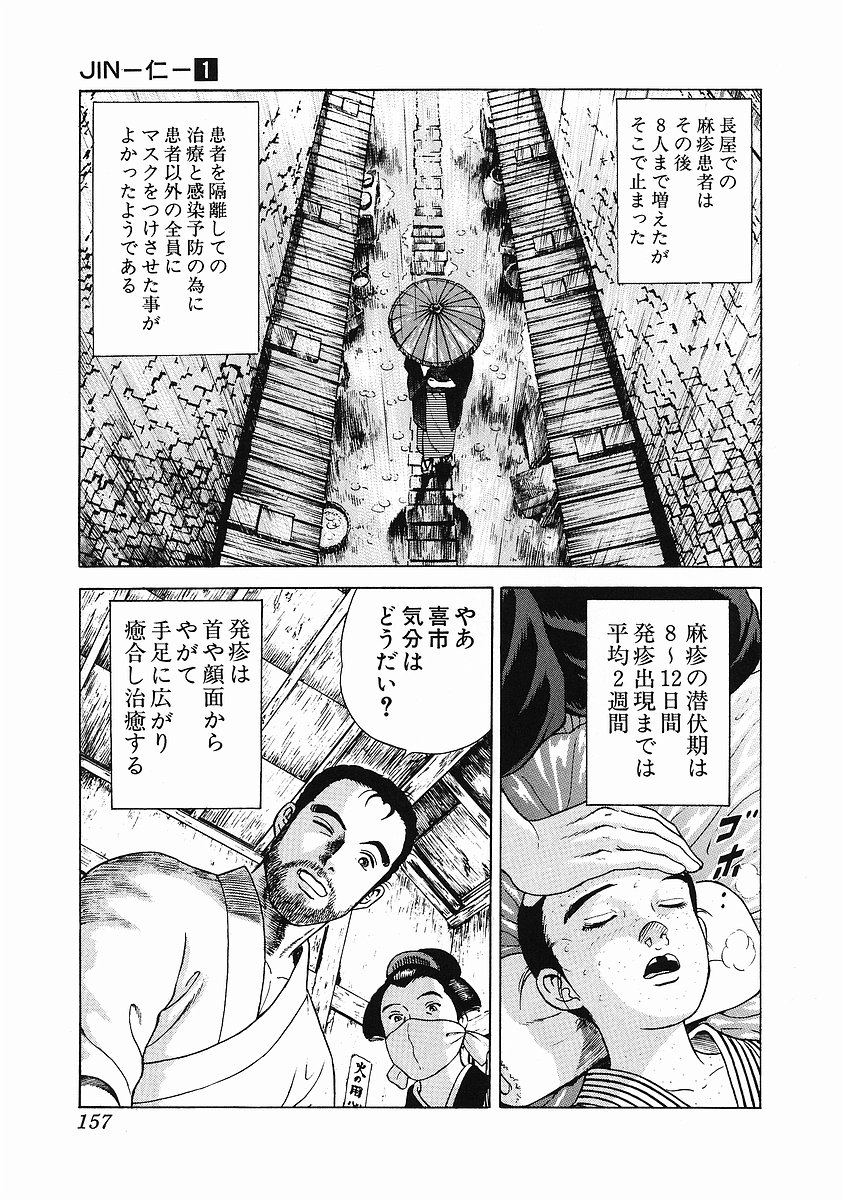 JIN－仁－1
長屋での
麻疹患者は
その後
8人まで増えたが
そこで止まった
患者を隔離しての
治療と感染予防の為に
患者以外の全員に
マスクをつけさせた事が
よかったようである
麻疹の潜伏期は
8〜12日間
発疹出現までは
平均2週間
ゴホ…
やあ
喜市
気分は
どうだい？
発疹は
首や顔面から
やがて
手足に広がり
癒合し治癒する
火の用心
157